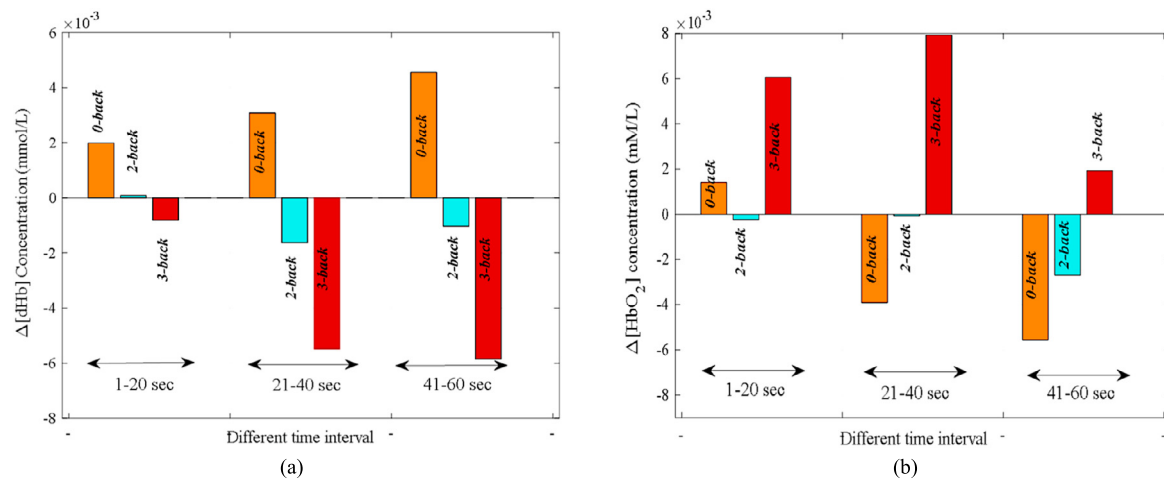 ×10⁻³
6
4
2
0
-2
-4
-6
-8
Δ[dHb] Concentration (mmol/L)
0-back
2-back
3-back
0-back
2-back
3-back
0-back
2-back
3-back
1-20 sec
21-40 sec
41-60 sec
- - - -
Different time interval
(a)
×10⁻³
8
6
4
2
0
-2
-4
-6
-8
Δ[HbO₂] concentration (mM/L)
0-back
2-back
3-back
0-back
2-back
3-back
0-back
2-back
3-back
1-20 sec
21-40 sec
41-60 sec
- - - -
Different time interval
(b)